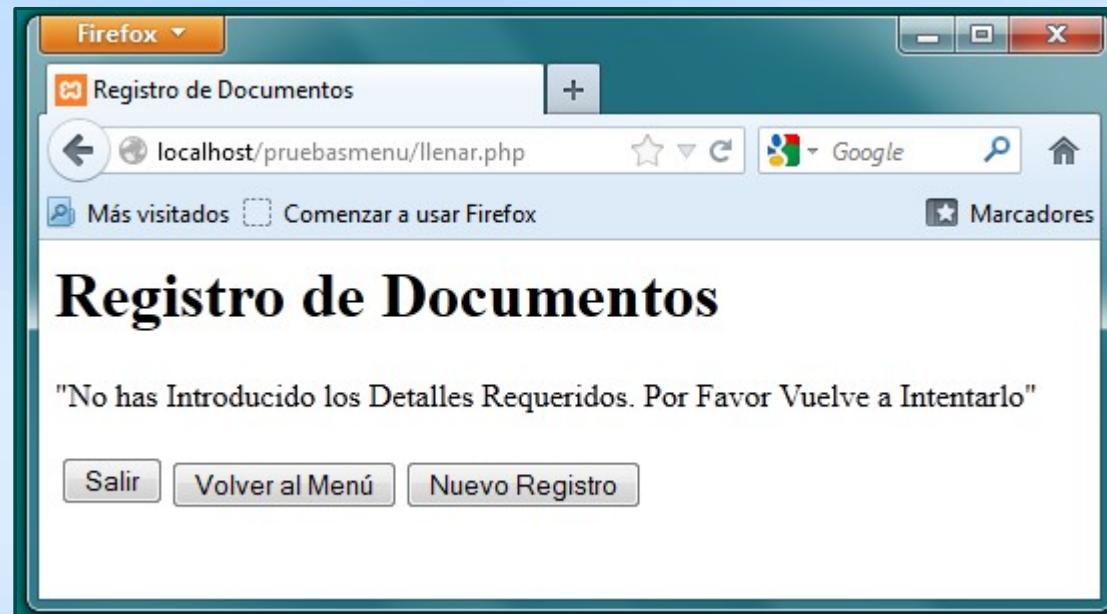 Firefox
Registro de Documentos
localhost/pruebasmenu/llenar.php
Google
Más visitados
Comenzar a usar Firefox
Marcadores
Registro de Documentos
"No has Introducido los Detalles Requeridos. Por Favor Vuelve a Intentarlo"
Salir
Volver al Menú
Nuevo Registro